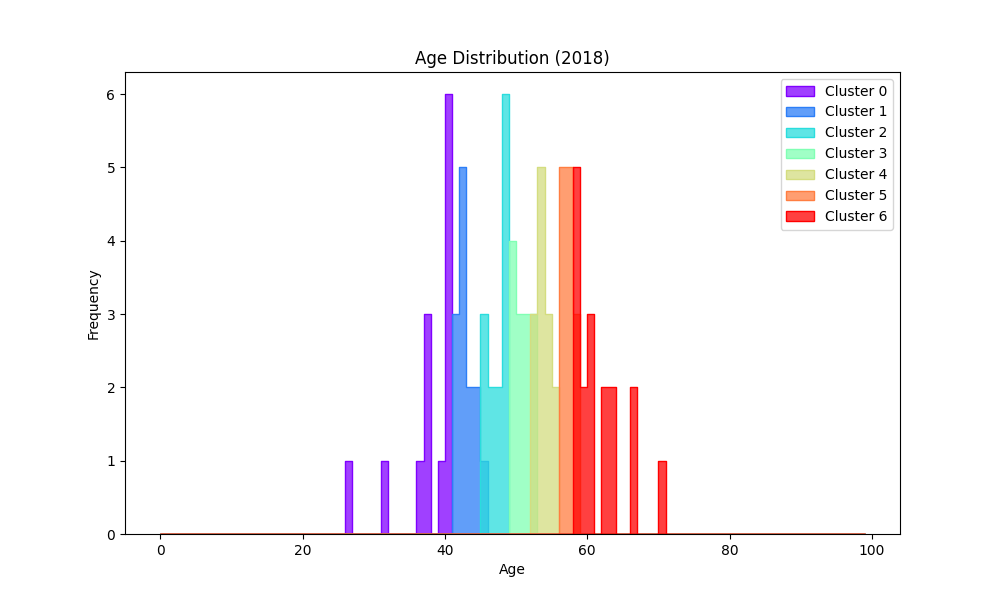 Age Distribution (2018)
Cluster 0
Cluster 1
Cluster 2
Cluster 3
Cluster 4
Cluster 5
Cluster 6
6
5
4
3
2
1
0
Frequency
0 20 40 60 80 100
Age